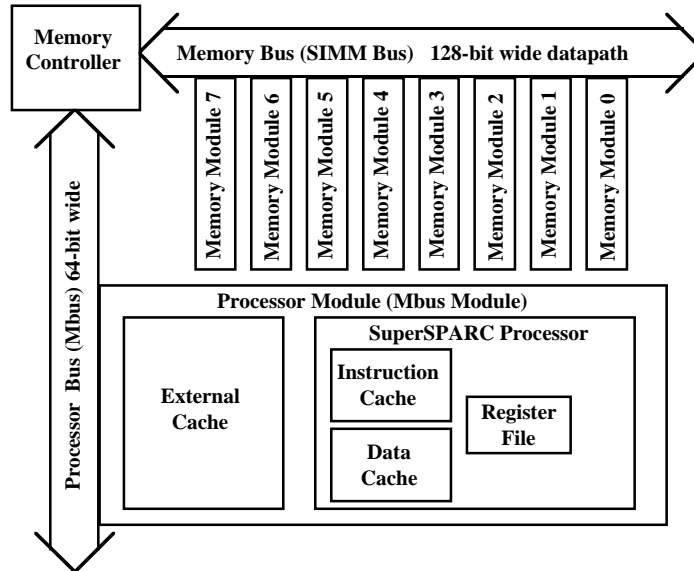 Memory
Controller
Memory Bus (SIMM Bus) 128-bit wide datapath
Memory Module 7
Memory Module 6
Memory Module 5
Memory Module 4
Memory Module 3
Memory Module 2
Memory Module 1
Memory Module 0
Processor Bus (Mbus) 64-bit wide
Processor Module (Mbus Module)
SuperSPARC Processor
External
Cache
Instruction
Cache
Data
Cache
Register
File